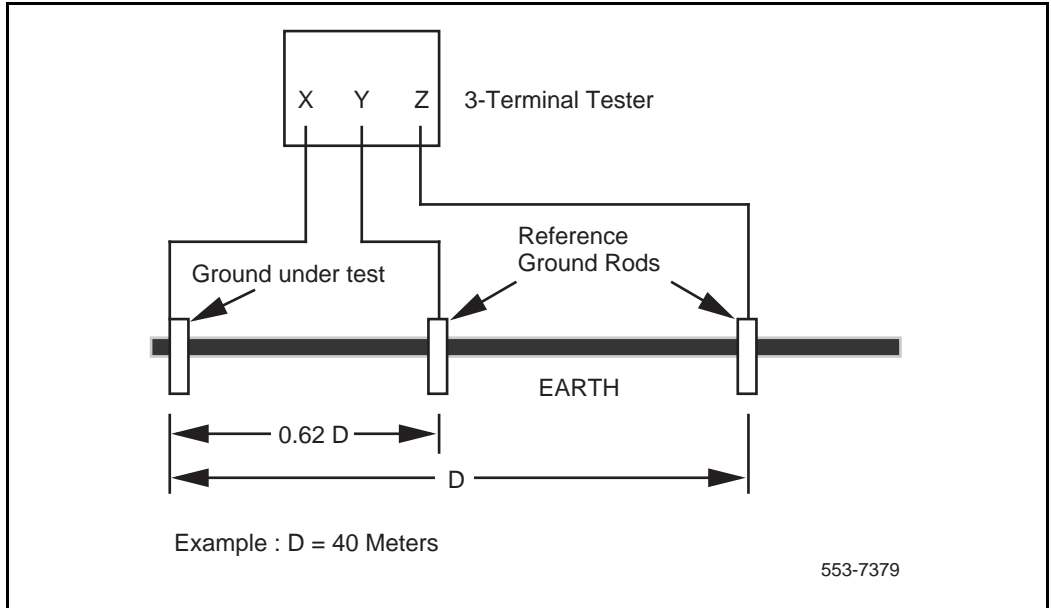 X Y Z 3-Terminal Tester
Reference
Ground Rods
Ground under test
EARTH
0.62 D
D
Example : D = 40 Meters
553-7379